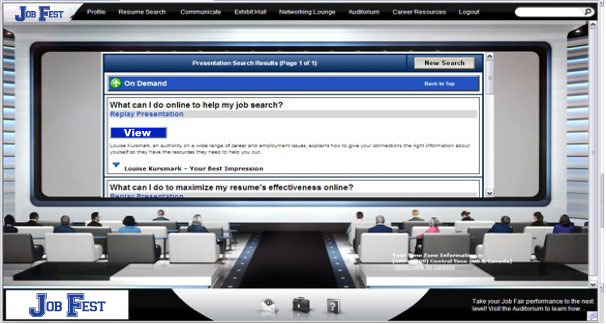 JOB FEST
Profile Resume Search Communicate Exhibit Hall Networking Lounge Auditorium Career Resources Logout
Presentation Search Results (Page 1 of 1)
New Search
On Demand
Back to Top
What can I do online to help my job search?
Replay Presentation
View
Louise Kursmark, an authority on a wide range of career and employment issues, explains how to give your connections the right information about
yourself so they have the resources they need to help you out.
Louise Kursmark – Your Best Impression
What can I do to maximize my resume's effectiveness online?
Replay Presentation
Your Time Zone Information is
Central Time (US & Canada)
Click here to Update
JOB FEST
Take your Job Fair performance to the next
level! Visit the Auditorium to learn how...